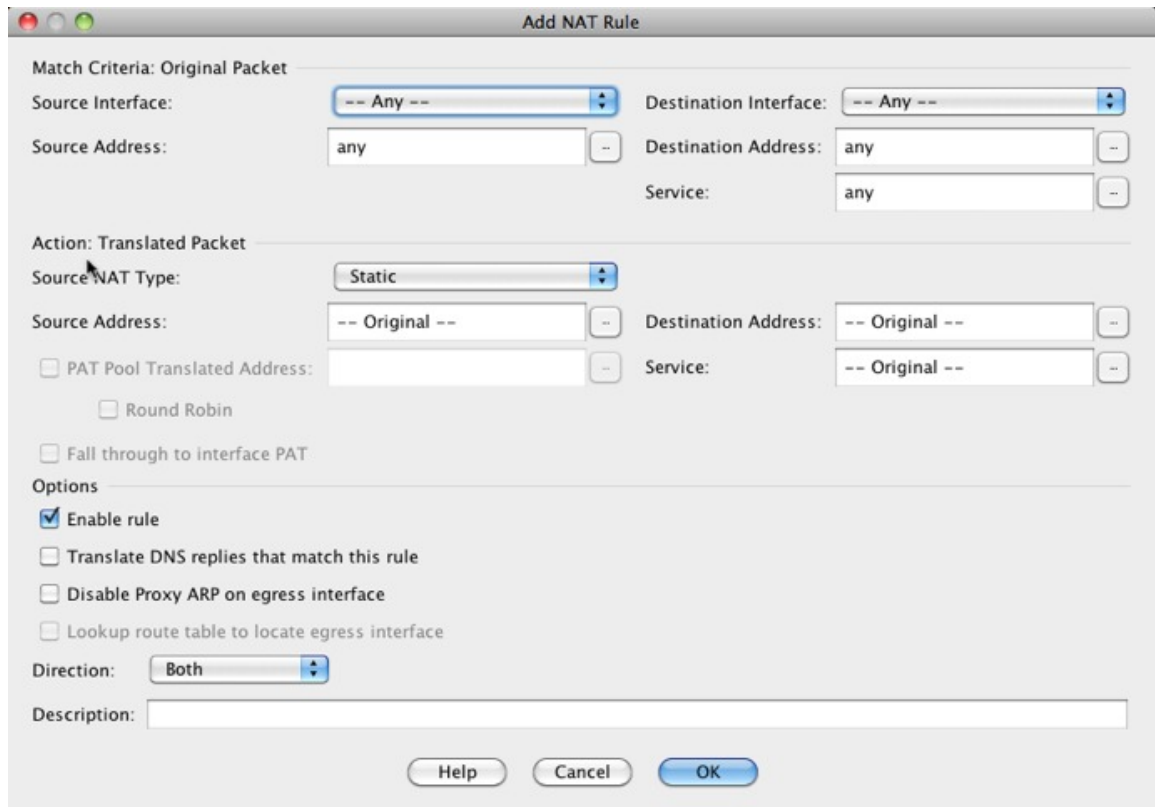 Add NAT Rule
Match Criteria: Original Packet
Source Interface: -- Any -- Destination Interface: -- Any --
Source Address: any ... Destination Address: any ...
Service: any ...
Action: Translated Packet
Source NAT Type: Static
Source Address: -- Original -- ... Destination Address: -- Original -- ...
PAT Pool Translated Address: ... Service: -- Original -- ...
Round Robin
Fall through to interface PAT
Options
Enable rule
Translate DNS replies that match this rule
Disable Proxy ARP on egress interface
Lookup route table to locate egress interface
Direction: Both
Description:
Help Cancel OK